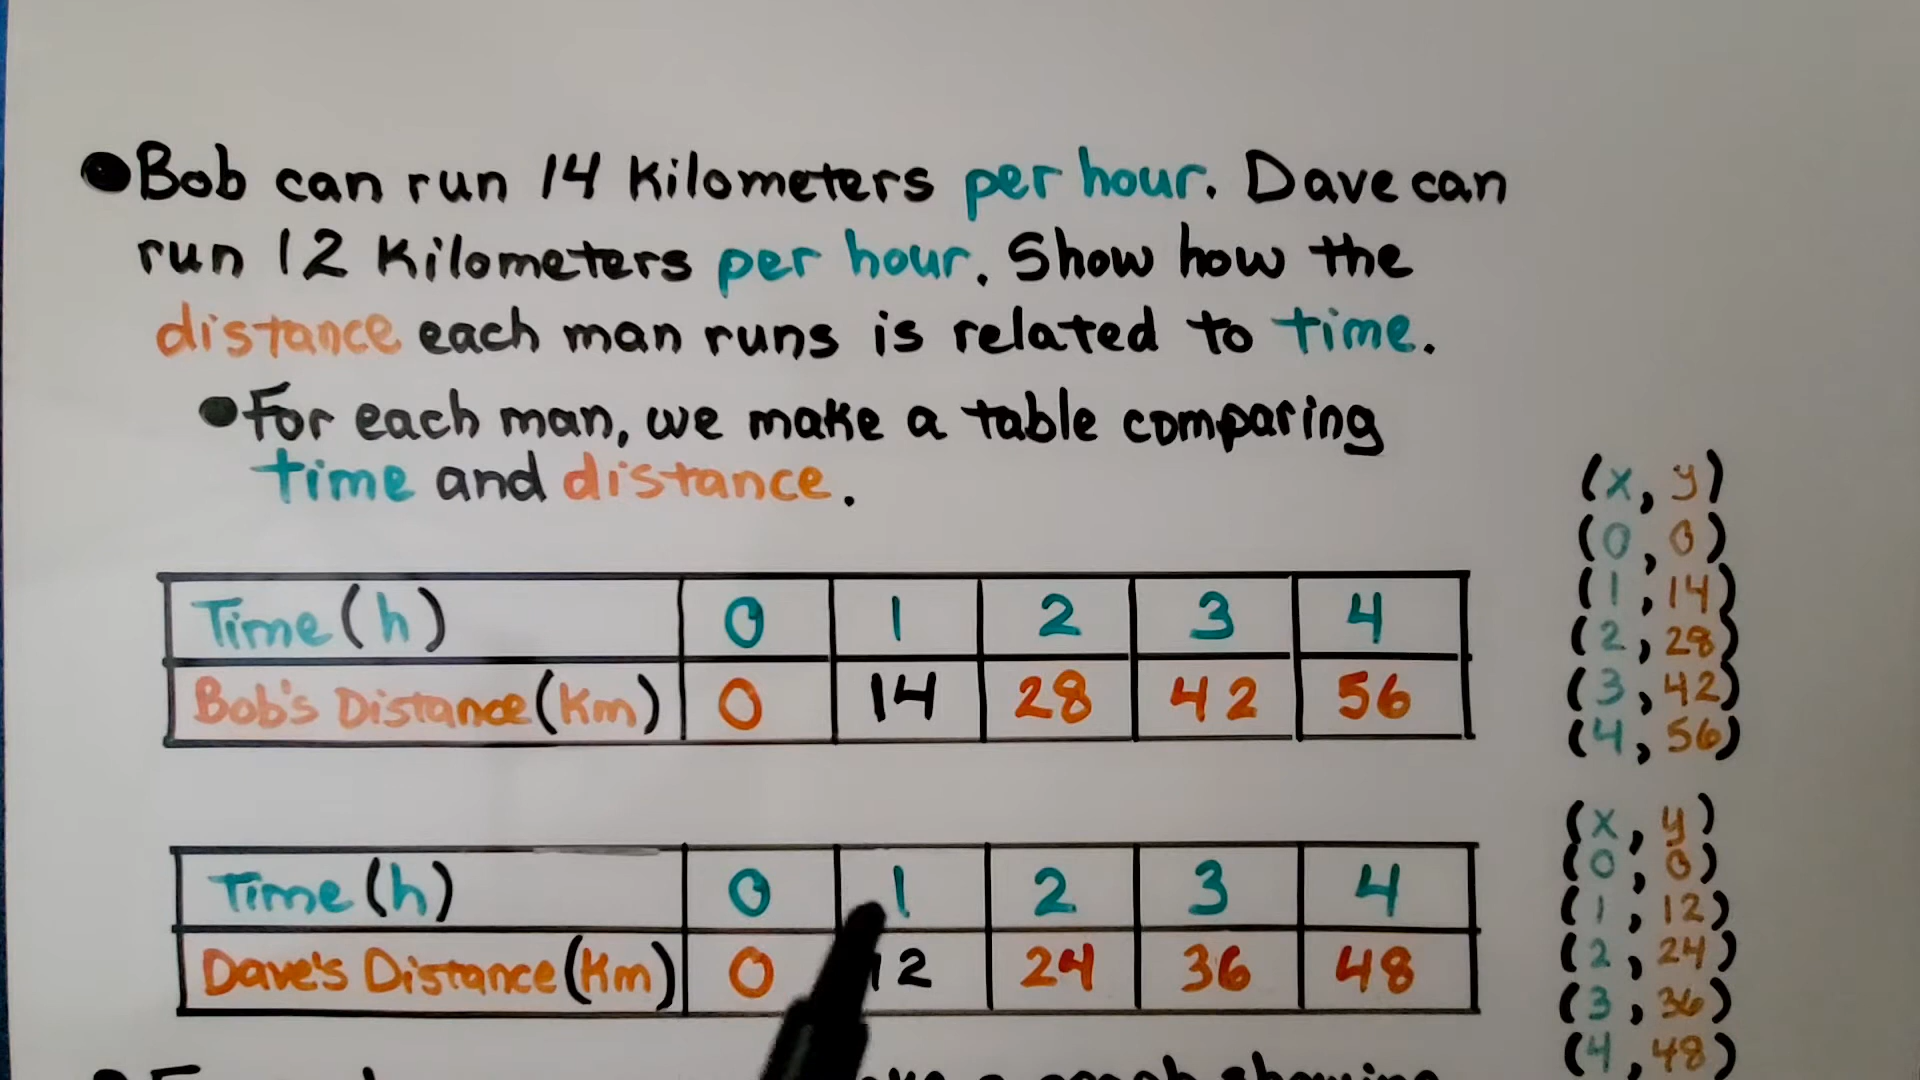 Bob can run 14 Kilometers per hour. Dave can
run 12 Kilometers per hour. Show how the
distance each man runs is related to time.
For each man, we make a table comparing
time and distance.
Time (h) 0 1 2 3 4
Bob's Distance (Km) 0 14 28 42 56
(x, y)
(0, 0)
(1, 14)
(2, 28)
(3, 42)
(4, 56)
Time (h) 0 1 2 3 4
Dave's Distance (Km) 0 12 24 36 48
(x, y)
(0, 0)
(1, 12)
(2, 24)
(3, 36)
(4, 48)
a graph showing